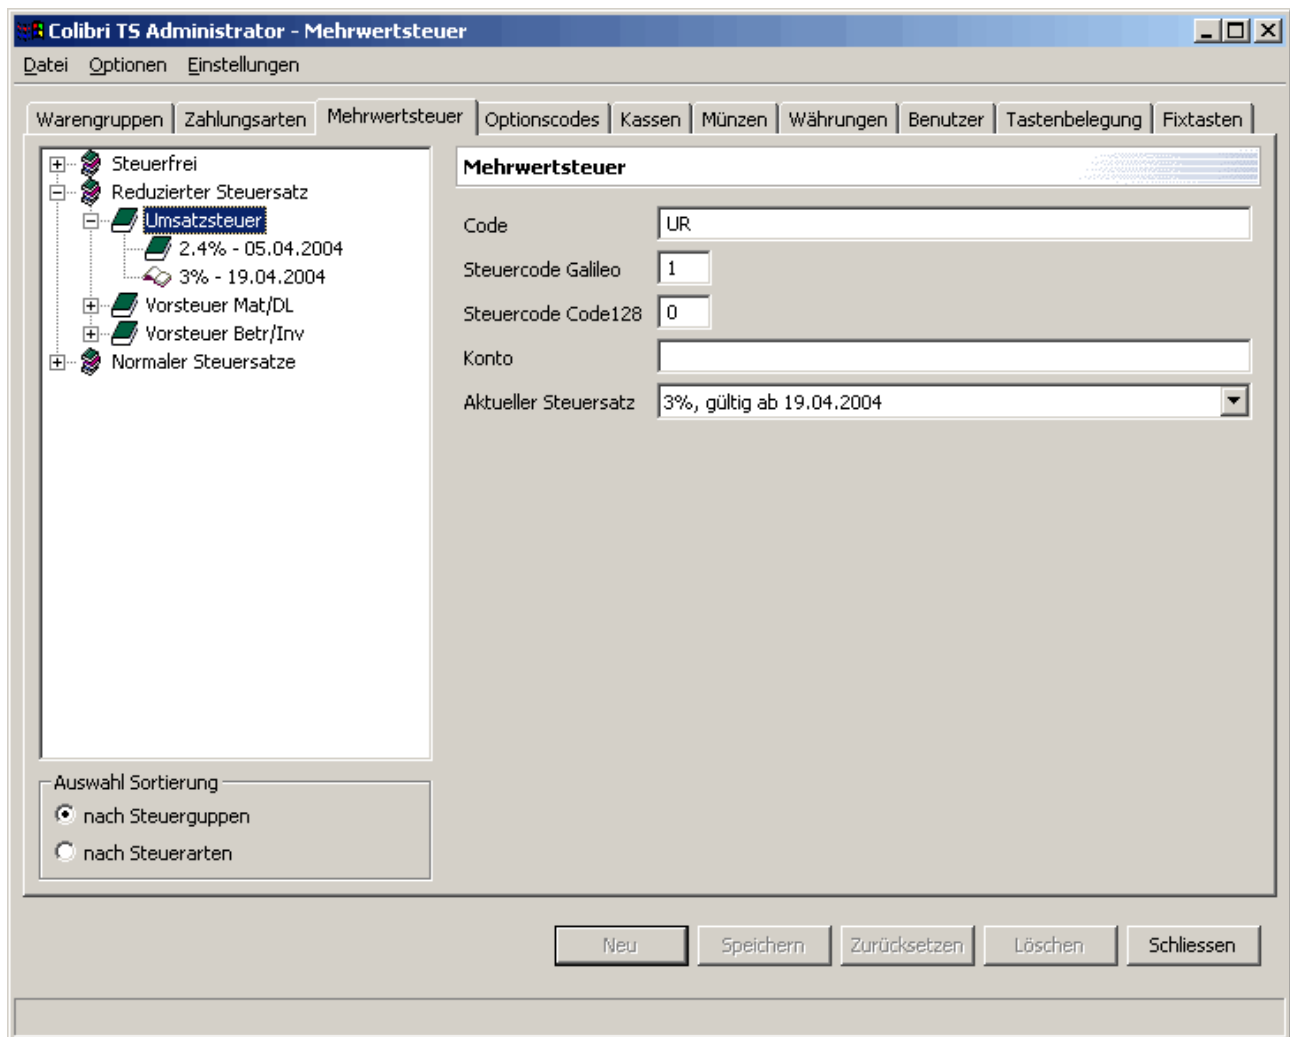 Colibri TS Administrator - Mehrwertsteuer
Datei Optionen Einstellungen
Warengruppen Zahlungsarten Mehrwertsteuer Optionscodes Kassen Münzen Währungen Benutzer Tastenbelegung Fixtasten
Steuerfrei
Reduzierter Steuersatz
Umsatzsteuer
2.4% - 05.04.2004
3% - 19.04.2004
Vorsteuer Mat/DL
Vorsteuer Betr/Inv
Normaler Steuersatze
Mehrwertsteuer
Code UR
Steuercode Galileo 1
Steuercode Code128 0
Konto
Aktueller Steuersatz 3%, gültig ab 19.04.2004
Auswahl Sortierung
nach Steuerguppen
nach Steuerarten
Neu Speichern Zurücksetzen Löschen Schliessen